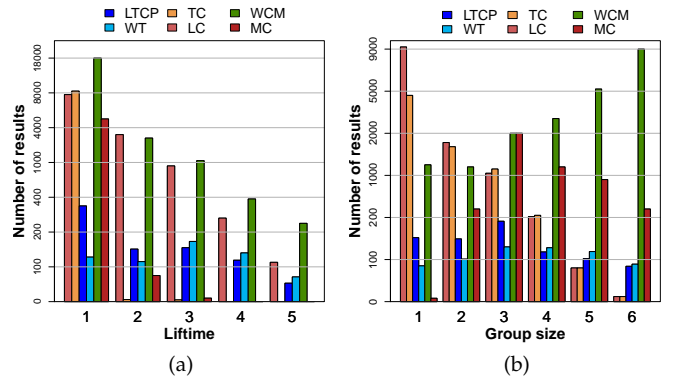 LTCP TC WCM
WT LC MC
Number of results
18000
8000
4000
1000
400
200
100
0
1 2 3 4 5
Liftime
(a)
LTCP TC WCM
WT LC MC
Number of results
9000
5000
2000
1000
200
100
0
1 2 3 4 5 6
Group size
(b)